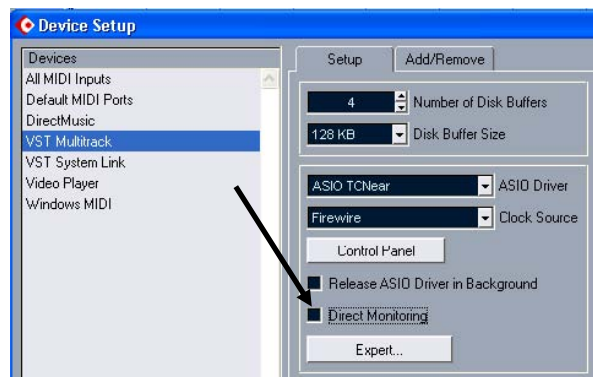 Device Setup
Devices
All MIDI Inputs
Default MIDI Ports
DirectMusic
VST Multitrack
VST System Link
Video Player
Windows MIDI
Setup Add/Remove
4 Number of Disk Buffers
128 KB Disk Buffer Size
ASIO TCNear ASIO Driver
Firewire Clock Source
Control Panel
Release ASIO Driver in Background
Direct Monitoring
Expert...